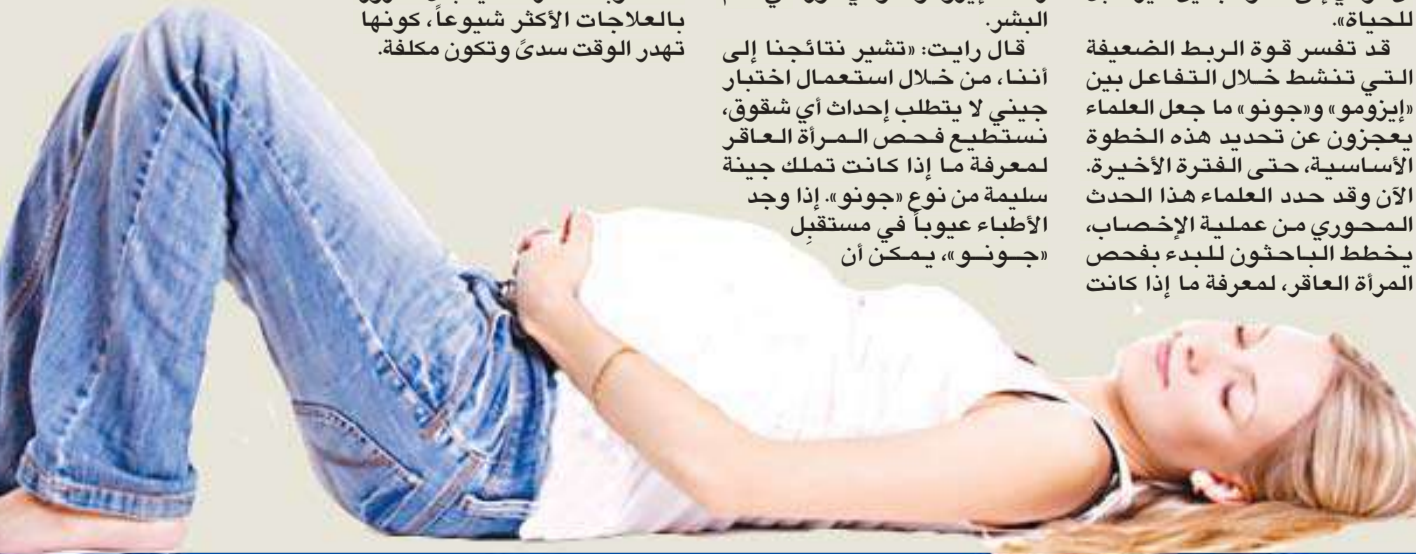 للحياة».
قد تفسر قوة الربط الضعيفة
التي تنشط خلال التفاعل بين
«إيزومو» و«جونو» ما جعل العلماء
يعجزون عن تحديد هذه الخطوة
الأساسية، حتى الفترة الأخيرة.
الآن وقد حدد العلماء هذا الحدث
المحوري من عملية الإخصاب،
يخطط الباحثون للبدء بفحص
المرأة العاقر، لمعرفة ما إذا كانت
البشر.
قال رايت: «تشير نتائجنا إلى
أننا، من خلال استعمال اختبار
جيني لا يتطلب إحداث أي شقوق،
نستطيع فحص المرأة العاقر
لمعرفة ما إذا كانت تملك جينة
سليمة من نوع «جونو». إذا وجد
الأطباء عيوباً في مستقبِل
«جونو»، يمكن أن
بالعلاجات الأكثر شيوعاً، كونها
تهدر الوقت سدىً وتكون مكلفة.